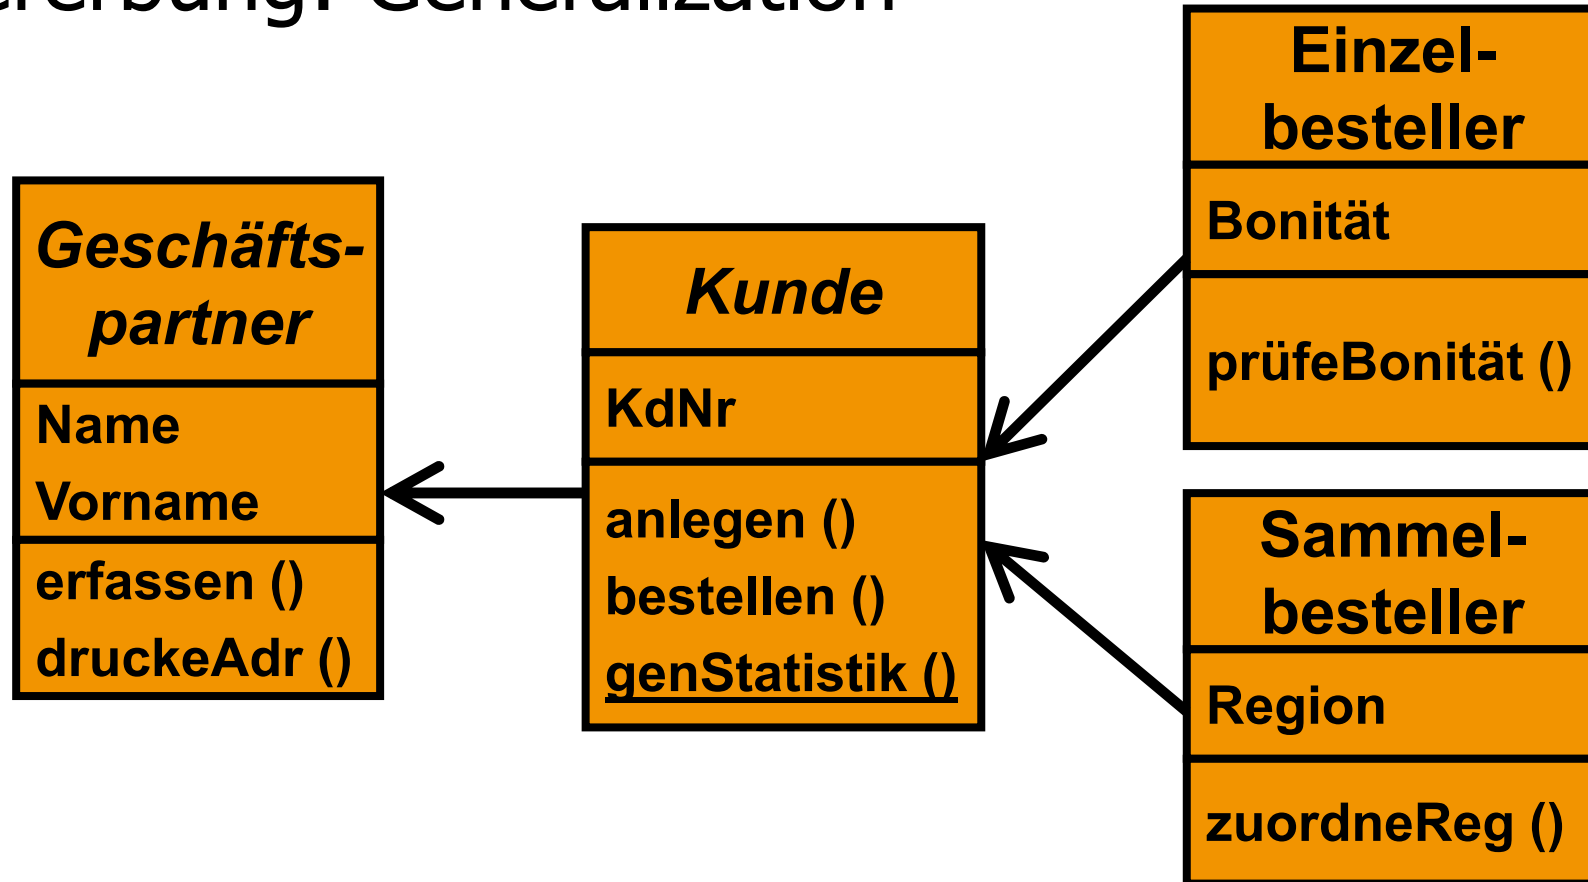 Generalization
Geschäfts-
partner
Name
Vorname
erfassen ()
druckeAdr ()
Kunde
KdNr
anlegen ()
bestellen ()
genStatistik ()
Einzel-
besteller
Bonität
prüfeBonität ()
Sammel-
besteller
Region
zuordneReg ()